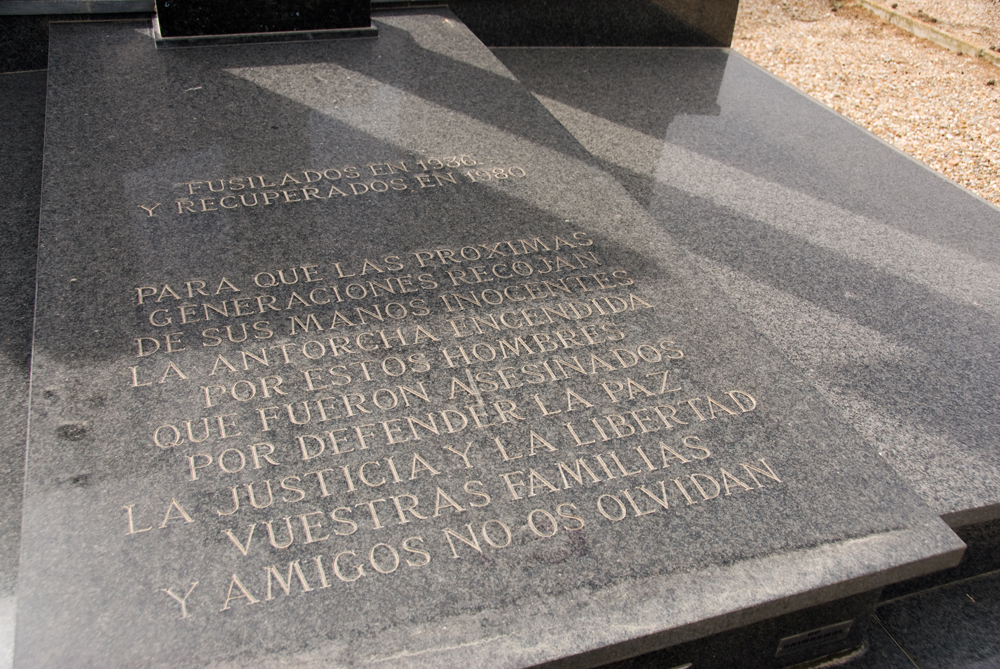 FUSILADOS EN 1936.
Y RECUPERADOS EN 1980
PARA QUE LAS PROXIMAS
GENERACIONES RECOJAN
DE SUS MANOS INOCENTES
LA ANTORCHA ENCENDIDA
POR ESTOS HOMBRES
QUE FUERON ASESINADOS
POR DEFENDER LA PAZ
LA JUSTICIA Y LA LIBERTAD
VUESTRAS FAMILIAS
Y AMIGOS NO OS OLVIDAN